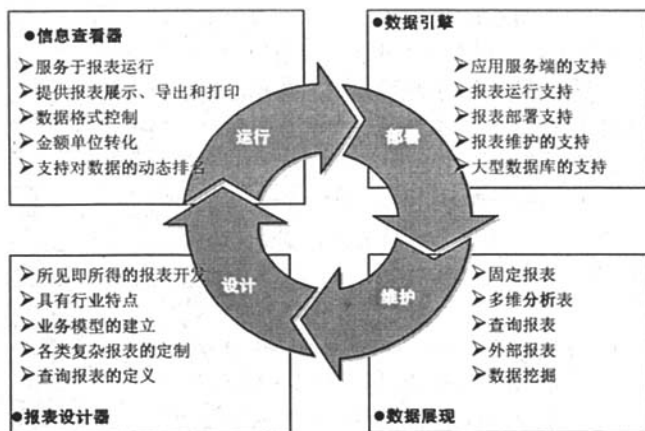 ●信息查看器
➤服务于报表运行
➤提供报表展示、导出和打印
➤数据格式控制
➤金额单位转化
➤支持对数据的动态排名
●数据引擎
➤应用服务端的支持
➤报表运行支持
➤报表部署支持
➤报表维护的支持
➤大型数据库的支持
运行
部署
设计
维护
➤所见即所得的报表开发
➤具有行业特点
➤业务模型的建立
➤各类复杂报表的定制
➤查询报表的定义
●报表设计器
➤固定报表
➤多维分析表
➤查询报表
➤外部报表
➤数据挖掘
●数据展现